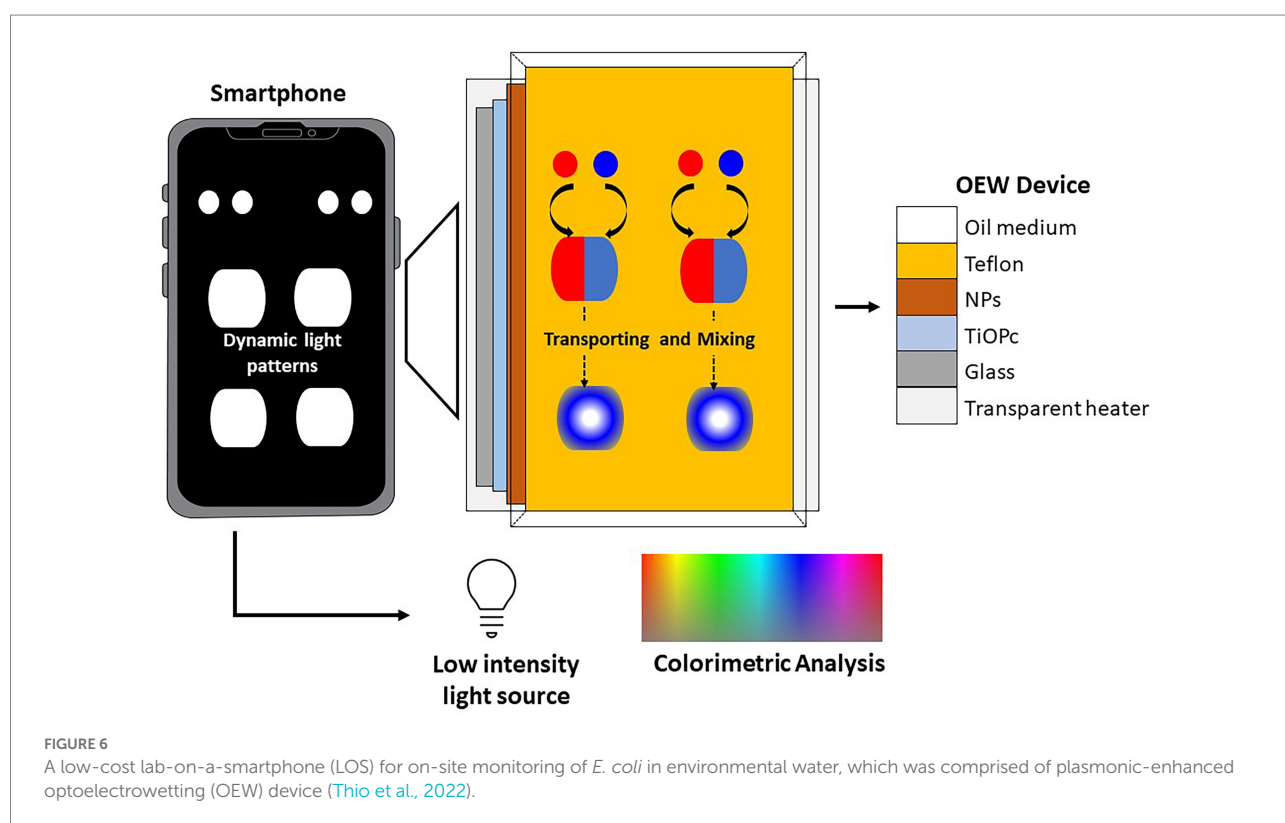 Smartphone
Dynamic light
patterns
Transporting and Mixing
OEW Device
Oil medium
Teflon
NPs
TiOPc
Glass
Transparent heater
Low intensity
light source
Colorimetric Analysis
FIGURE 6
A low-cost lab-on-a-smartphone (LOS) for on-site monitoring of E. coli in environmental water, which was comprised of plasmonic-enhanced
optoelectrowetting (OEW) device (Thio et al., 2022).